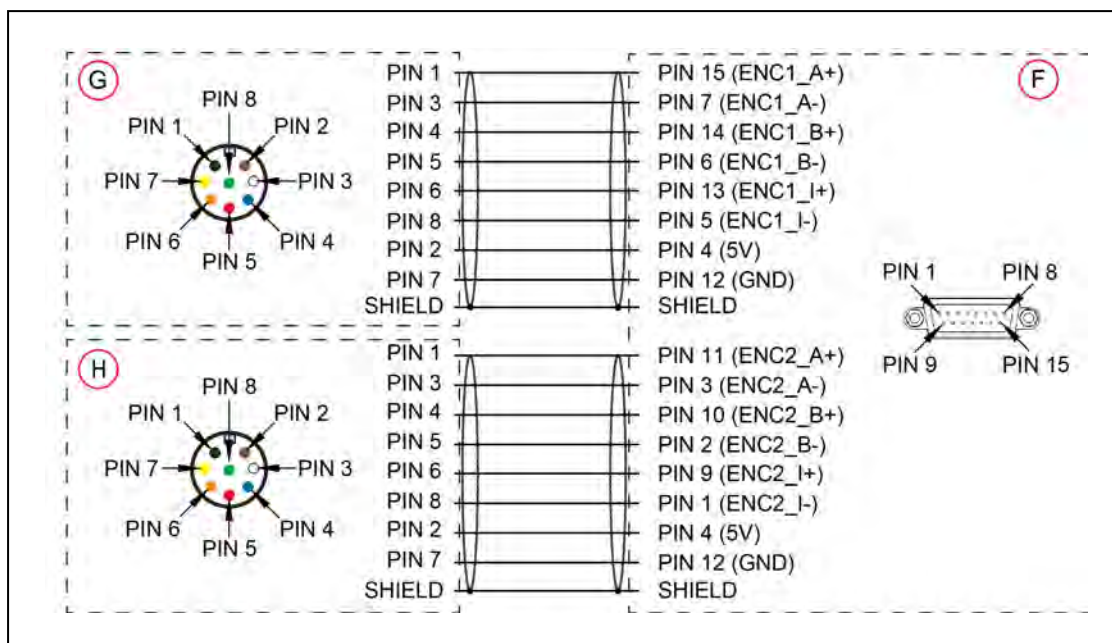 G
PIN 8
PIN 1
PIN 2
PIN 7
PIN 3
PIN 6
PIN 4
PIN 5
PIN 1
PIN 3
PIN 4
PIN 5
PIN 6
PIN 8
PIN 2
PIN 7
SHIELD
PIN 15 (ENC1_A+)
PIN 7 (ENC1_A-)
PIN 14 (ENC1_B+)
PIN 6 (ENC1_B-)
PIN 13 (ENC1_I+)
PIN 5 (ENC1_I-)
PIN 4 (5V)
PIN 12 (GND)
SHIELD
F
PIN 1
PIN 8
PIN 9
PIN 15
H
PIN 8
PIN 1
PIN 2
PIN 7
PIN 3
PIN 6
PIN 4
PIN 5
PIN 1
PIN 3
PIN 4
PIN 5
PIN 6
PIN 8
PIN 2
PIN 7
SHIELD
PIN 11 (ENC2_A+)
PIN 3 (ENC2_A-)
PIN 10 (ENC2_B+)
PIN 2 (ENC2_B-)
PIN 9 (ENC2_I+)
PIN 1 (ENC2_I-)
PIN 4 (5V)
PIN 12 (GND)
SHIELD